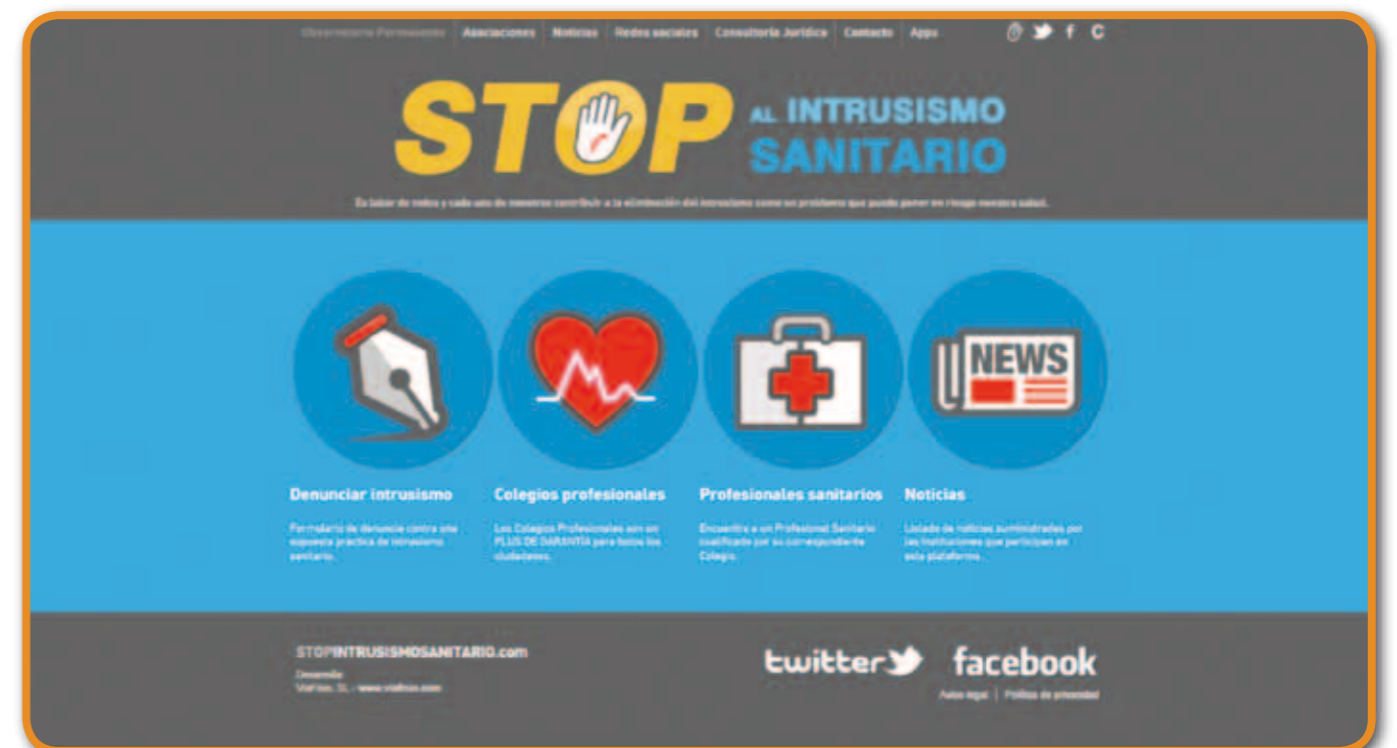 Observatorio Permanente | Asociaciones | Noticias | Redes sociales | Consultoría Jurídica | Contacto | Apps
STOP AL INTRUSISMO
SANITARIO
Es labor de todos y cada uno de nosotros contribuir a la eliminación del intrusismo como un problema que puede poner en riesgo nuestra salud.
NEWS
Denunciar intrusismo
Formulario de denuncia contra una
supuesta práctica de intrusismo
sanitario.
Colegios profesionales
Los Colegios Profesionales son un
PLUS DE GARANTÍA para todos los
ciudadanos.
Profesionales sanitarios
Encuentra a un Profesional Sanitario
cualificado por su correspondiente
Colegio.
Noticias
Listado de noticias suministradas por
las Instituciones que participan en
esta plataforma.
STOPINTRUSISMOSANITARIO.com
Desarrolla:
twitter facebook
Aviso legal | Política de privacidad